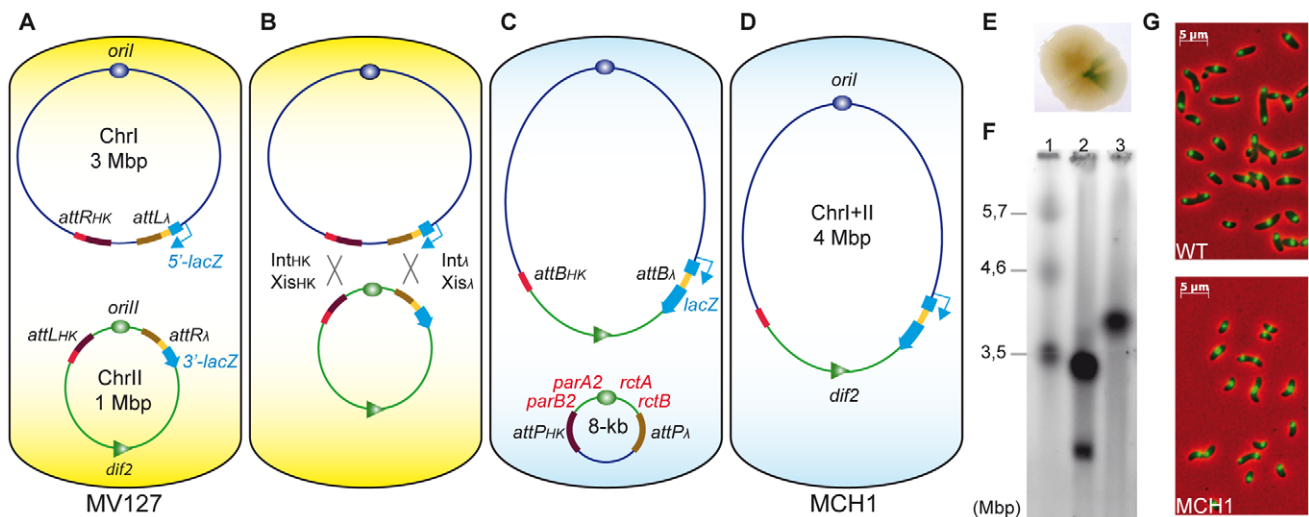 A
oriI
ChrI
3 Mbp
attRHK
attLλ
5'-lacZ
oriII
attLHK
attRλ
3'-lacZ
ChrII
1 Mbp
dif2
MV127
B
IntHK
XisHK
Intλ
Xisλ
C
attBHK
attBλ
lacZ
parA2
rctA
parB2
rctB
attPHK
8-kb
attPλ
D
oriI
ChrI+II
4 Mbp
dif2
MCH1
E
F
1 2 3
5,7
4.6
3,5
(Mbp)
G
5 µm
WT
5 µm
MCH1